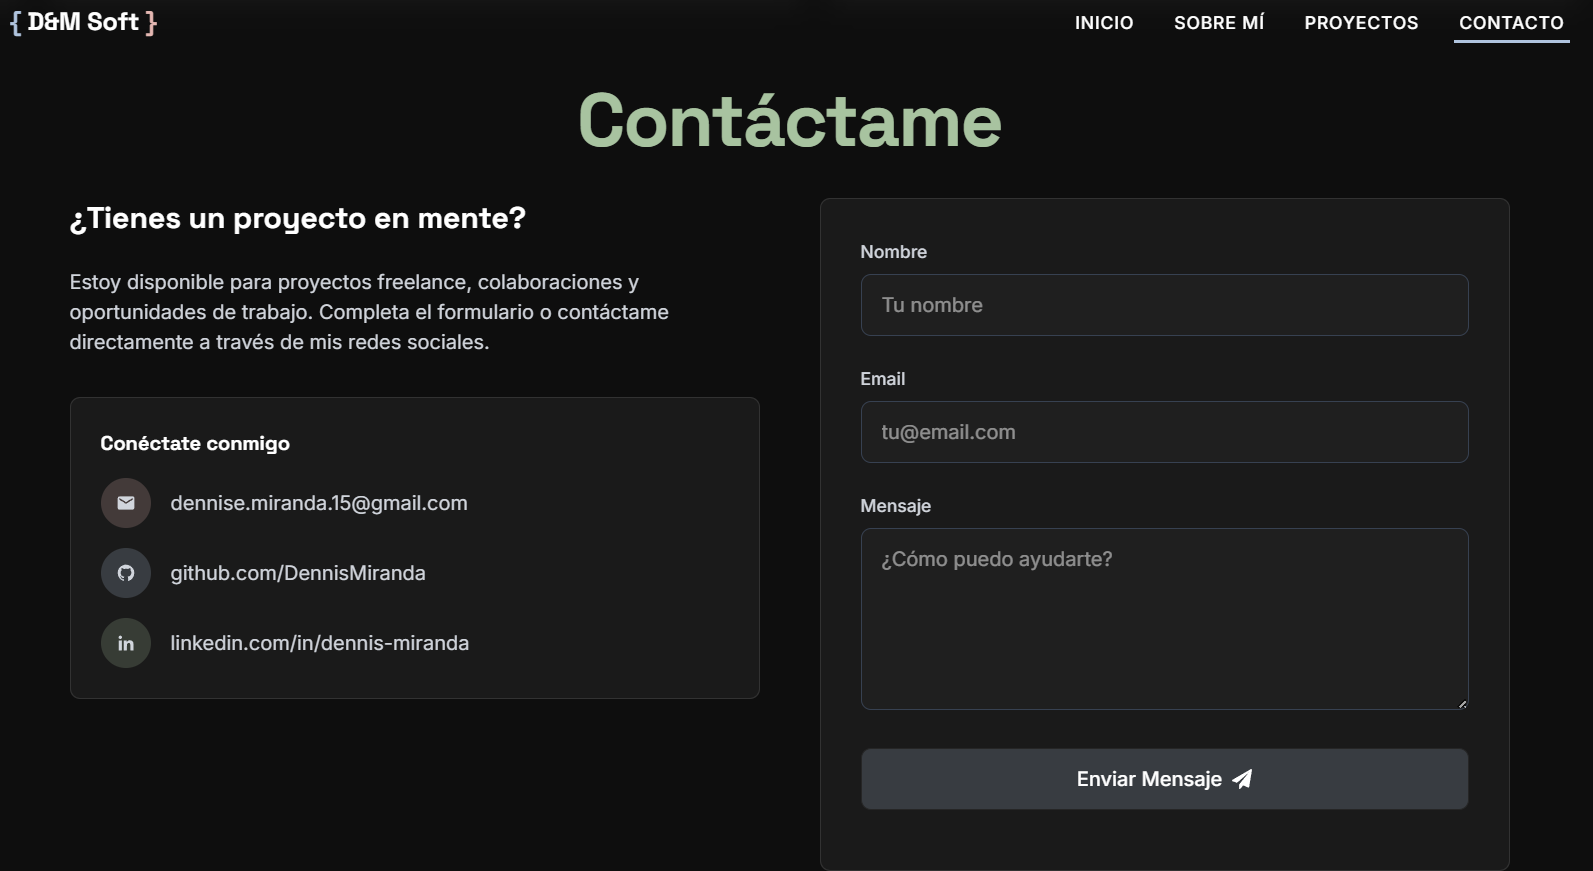 { D&M Soft }
INICIO SOBRE MÍ PROYECTOS CONTACTO
Contáctame
¿Tienes un proyecto en mente?
Estoy disponible para proyectos freelance, colaboraciones y
oportunidades de trabajo. Completa el formulario o contáctame
directamente a través de mis redes sociales.
Conéctate conmigo
dennise.miranda.15@gmail.com
github.com/DennisMiranda
in
linkedin.com/in/dennis-miranda
Nombre
Tu nombre
Email
tu@email.com
Mensaje
¿Cómo puedo ayudarte?
Enviar Mensaje